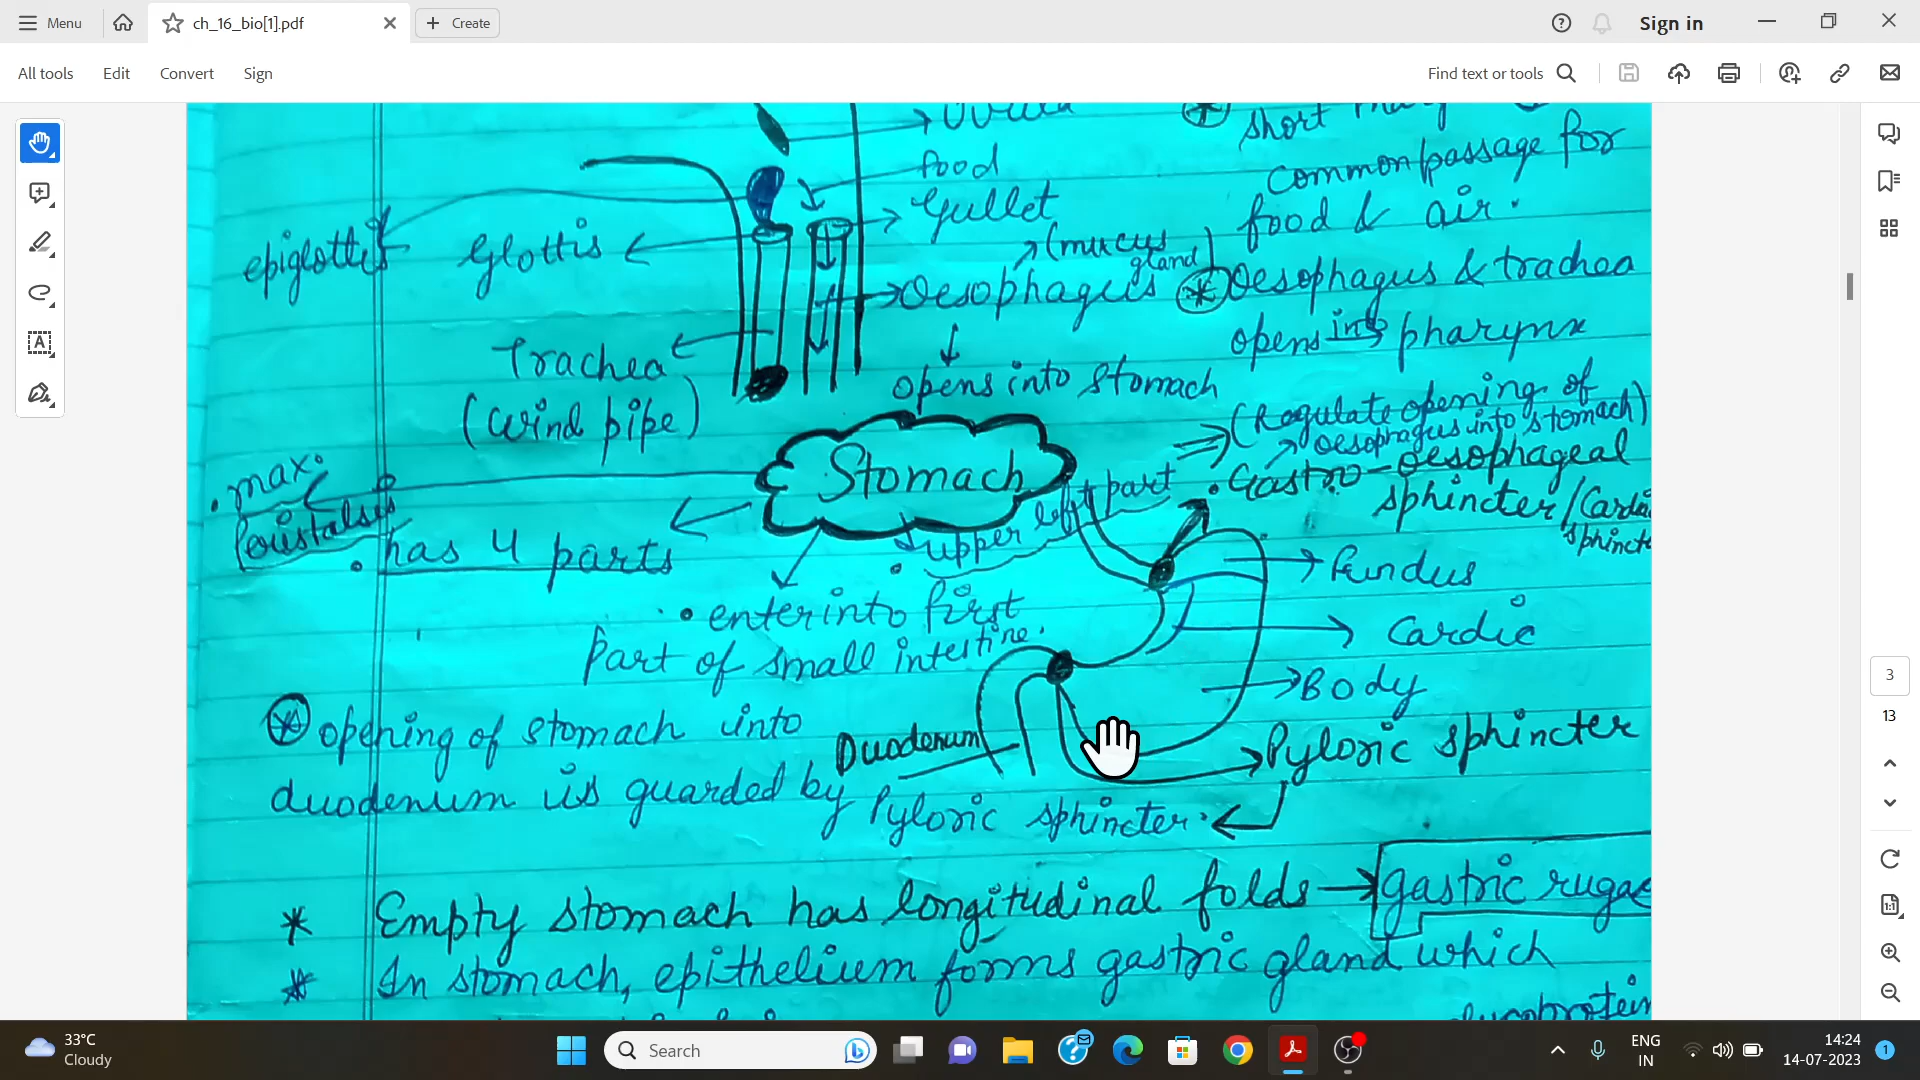 Menu
ch_16_bio[1].pdf
Create
Sign in
All tools
Edit
Convert
Sign
Find text or tools
short
common passage for
food & air.
food
Gullet
(mucus gland)
epiglottis
Glottis
Oesophagus
Oesophagus & trachea
opens into pharynx
Trachea
(wind pipe)
opens into stomach
(Regulate opening of
oesophagus into stomach)
Gastro-oesophageal
sphincter/Cardi
sphinct
Stomach
max.
has 4 parts
upper left part
Fundus
enter into first
Part of small intestine.
Cardic
Body
opening of stomach into
Duodenum
Pyloric sphincter
duodenum is guarded by Pyloric sphincter.
* Empty stomach has longitudinal folds → gastric rugae
* In stomach, epithelium forms gastric gland which
3
13
33°C
Cloudy
Search
ENG
IN
14:24
14-07-2023
1